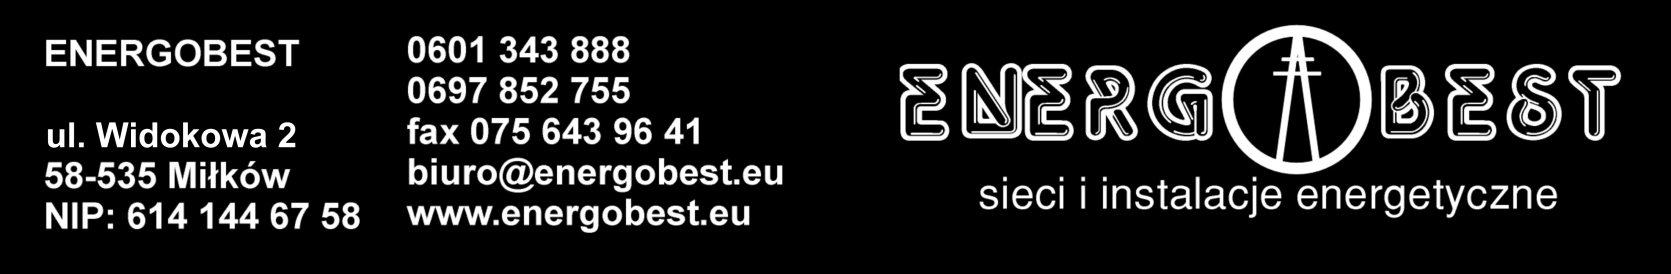 ENERGOBEST
ul. Widokowa 2
58-535 Miłków
NIP: 614 144 67 58
0601 343 888
0697 852 755
fax 075 643 96 41
biuro@energobest.eu
www.energobest.eu
ENERGOBEST
sieci i instalacje energetyczne